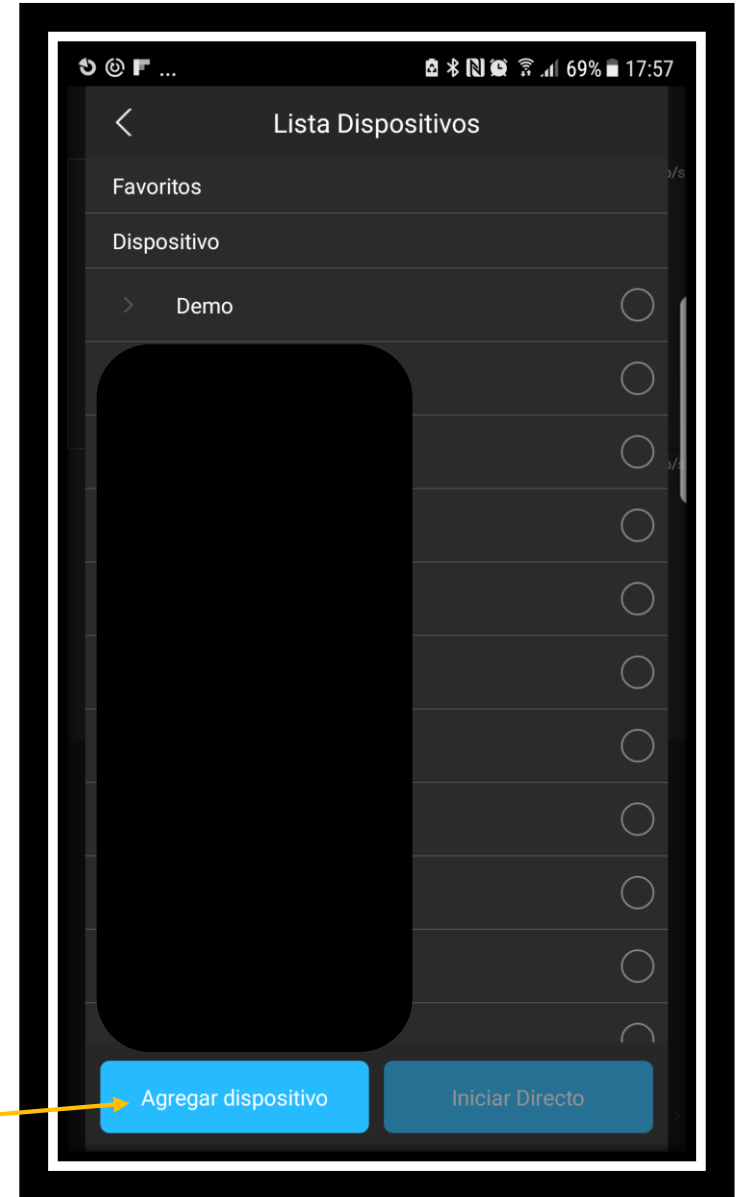 ... 69% 17:57
Lista Dispositivos
Favoritos
Dispositivo
Demo
Agregar dispositivo
Iniciar Directo